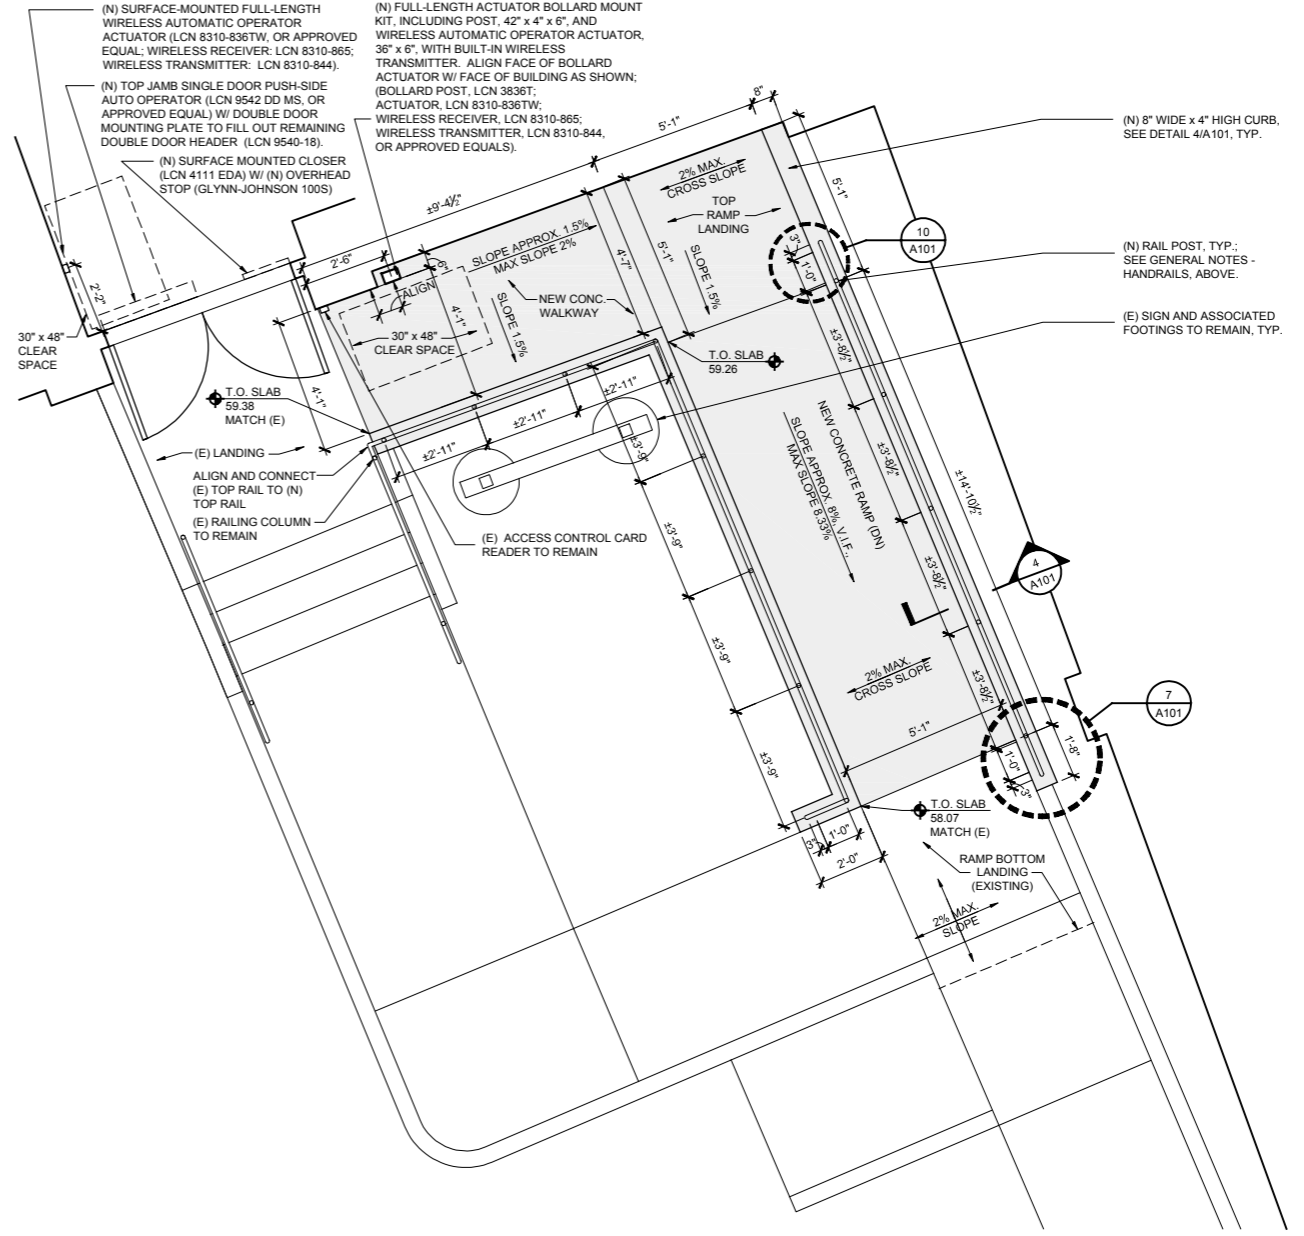 (N) SURFACE-MOUNTED FULL-LENGTH
WIRELESS AUTOMATIC OPERATOR
ACTUATOR (LCN 8310-836TW, OR APPROVED
EQUAL; WIRELESS RECEIVER: LCN 8310-865;
WIRELESS TRANSMITTER: LCN 8310-844).
(N) TOP JAMB SINGLE DOOR PUSH-SIDE
AUTO OPERATOR (LCN 9542 DD MS, OR
APPROVED EQUAL) W/ DOUBLE DOOR
MOUNTING PLATE TO FILL OUT REMAINING
DOUBLE DOOR HEADER (LCN 9540-18).
(N) SURFACE MOUNTED CLOSER
(LCN 4111 EDA) W/ (N) OVERHEAD
STOP (GLYNN-JOHNSON 100S)
(N) FULL-LENGTH ACTUATOR BOLLARD MOUNT
KIT, INCLUDING POST, 42" x 4" x 6", AND
WIRELESS AUTOMATIC OPERATOR ACTUATOR,
36" x 6", WITH BUILT-IN WIRELESS
TRANSMITTER. ALIGN FACE OF BOLLARD
ACTUATOR W/ FACE OF BUILDING AS SHOWN;
(BOLLARD POST, LCN 3836T;
ACTUATOR, LCN 8310-836TW;
WIRELESS RECEIVER, LCN 8310-865;
WIRELESS TRANSMITTER, LCN 8310-844,
OR APPROVED EQUALS).
8"
5'-1"
(N) 8" WIDE x 4" HIGH CURB,
SEE DETAIL 4/A101, TYP.
2% MAX.
CROSS SLOPE
5'-1"
±9'-4½"
TOP
RAMP
LANDING
10
A101
(N) RAIL POST, TYP.;
SEE GENERAL NOTES -
HANDRAILS, ABOVE.
SLOPE APPROX. 1.5%
MAX SLOPE 2%
4'-7"
5'-1"
SLOPE 1.5%
3"
1'-0"
2'-6"
6"
ALIGN
2'-2"
4'-1"
SLOPE 1.5%
NEW CONC.
WALKWAY
30" x 48"
CLEAR SPACE
30" x 48"
CLEAR
SPACE
(E) SIGN AND ASSOCIATED
FOOTINGS TO REMAIN, TYP.
±3'-8½"
T.O. SLAB
59.26
4'-1"
T.O. SLAB
59.38
MATCH (E)
±2'-11"
±2'-11"
±2'-11"
NEW CONCRETE RAMP (DN)
SLOPE APPROX. 8%, V.I.F.,
MAX SLOPE 8.33%
±3'-8½"
(E) LANDING
ALIGN AND CONNECT
(E) TOP RAIL TO (N)
TOP RAIL
(E) RAILING COLUMN
TO REMAIN
±3'-9"
±14'-10½"
(E) ACCESS CONTROL CARD
READER TO REMAIN
±3'-9"
±3'-8½"
4
A101
±3'-9"
2% MAX.
CROSS SLOPE
±3'-8½"
7
A101
5'-1"
±3'-9"
1'-0"
1'-8"
3"
T.O. SLAB
58.07
MATCH (E)
3"
1'-0"
2'-0"
RAMP BOTTOM
LANDING
(EXISTING)
2% MAX.
SLOPE